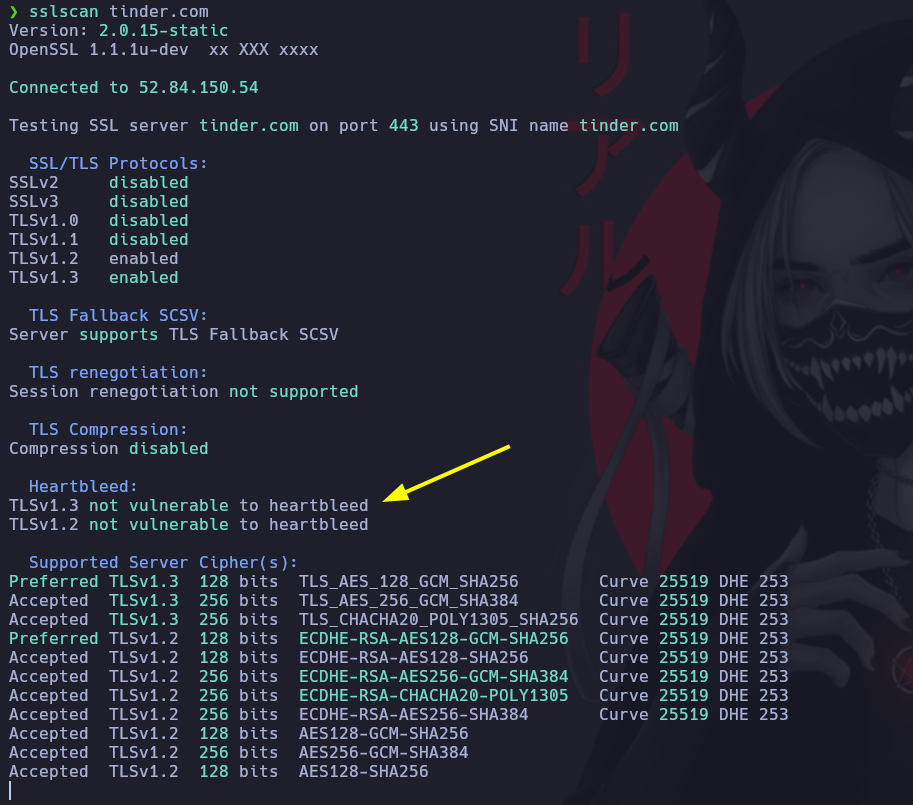 ❯ sslscan tinder.com
Version: 2.0.15-static
OpenSSL 1.1.1u-dev  xx XXX xxxx

Connected to 52.84.150.54

Testing SSL server tinder.com on port 443 using SNI name tinder.com

  SSL/TLS Protocols:
SSLv2     disabled
SSLv3     disabled
TLSv1.0   disabled
TLSv1.1   disabled
TLSv1.2   enabled
TLSv1.3   enabled

  TLS Fallback SCSV:
Server supports TLS Fallback SCSV

  TLS renegotiation:
Session renegotiation not supported

  TLS Compression:
Compression disabled

  Heartbleed:
TLSv1.3 not vulnerable to heartbleed
TLSv1.2 not vulnerable to heartbleed

  Supported Server Cipher(s):
Preferred TLSv1.3  128 bits  TLS_AES_128_GCM_SHA256        Curve 25519 DHE 253
Accepted  TLSv1.3  256 bits  TLS_AES_256_GCM_SHA384        Curve 25519 DHE 253
Accepted  TLSv1.3  256 bits  TLS_CHACHA20_POLY1305_SHA256  Curve 25519 DHE 253
Preferred TLSv1.2  128 bits  ECDHE-RSA-AES128-GCM-SHA256   Curve 25519 DHE 253
Accepted  TLSv1.2  128 bits  ECDHE-RSA-AES128-SHA256       Curve 25519 DHE 253
Accepted  TLSv1.2  256 bits  ECDHE-RSA-AES256-GCM-SHA384   Curve 25519 DHE 253
Accepted  TLSv1.2  256 bits  ECDHE-RSA-CHACHA20-POLY1305   Curve 25519 DHE 253
Accepted  TLSv1.2  256 bits  ECDHE-RSA-AES256-SHA384       Curve 25519 DHE 253
Accepted  TLSv1.2  128 bits  AES128-GCM-SHA256
Accepted  TLSv1.2  256 bits  AES256-GCM-SHA384
Accepted  TLSv1.2  128 bits  AES128-SHA256
リアル